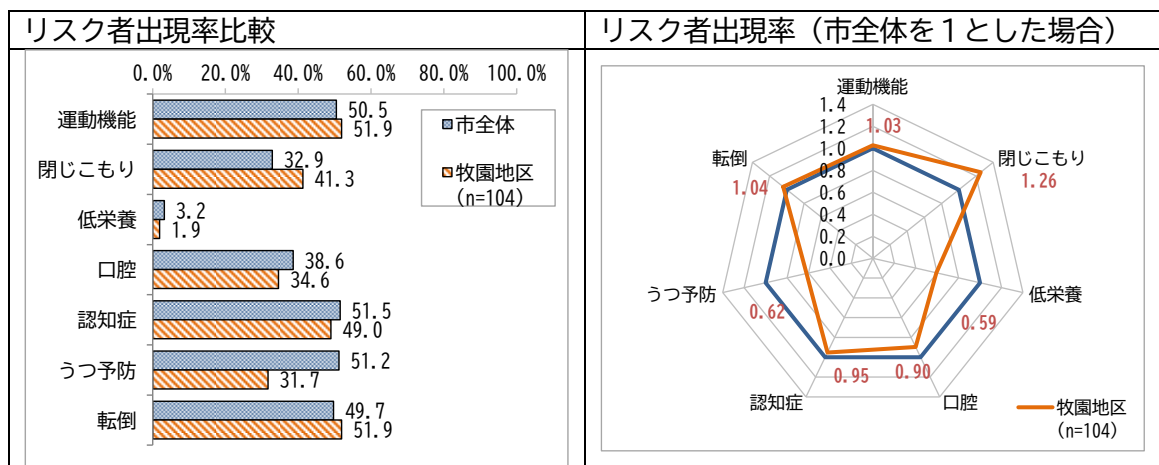 リスク者出現率比較
0.0% 20.0% 40.0% 60.0% 80.0% 100.0%
運動機能 50.5
51.9
閉じこもり 32.9
41.3
低栄養 3.2
1.9
口腔 38.6
34.6
認知症 51.5
49.0
うつ予防 51.2
31.7
転倒 49.7
51.9
市全体
牧園地区
(n=104)
リスク者出現率（市全体を１とした場合）
運動機能
1.4
1.2
1.0
0.8
0.6
0.4
0.2
0.0
1.03
閉じこもり
1.26
低栄養
0.59
口腔
0.90
認知症
0.95
うつ予防
0.62
転倒
1.04
牧園地区
(n=104)